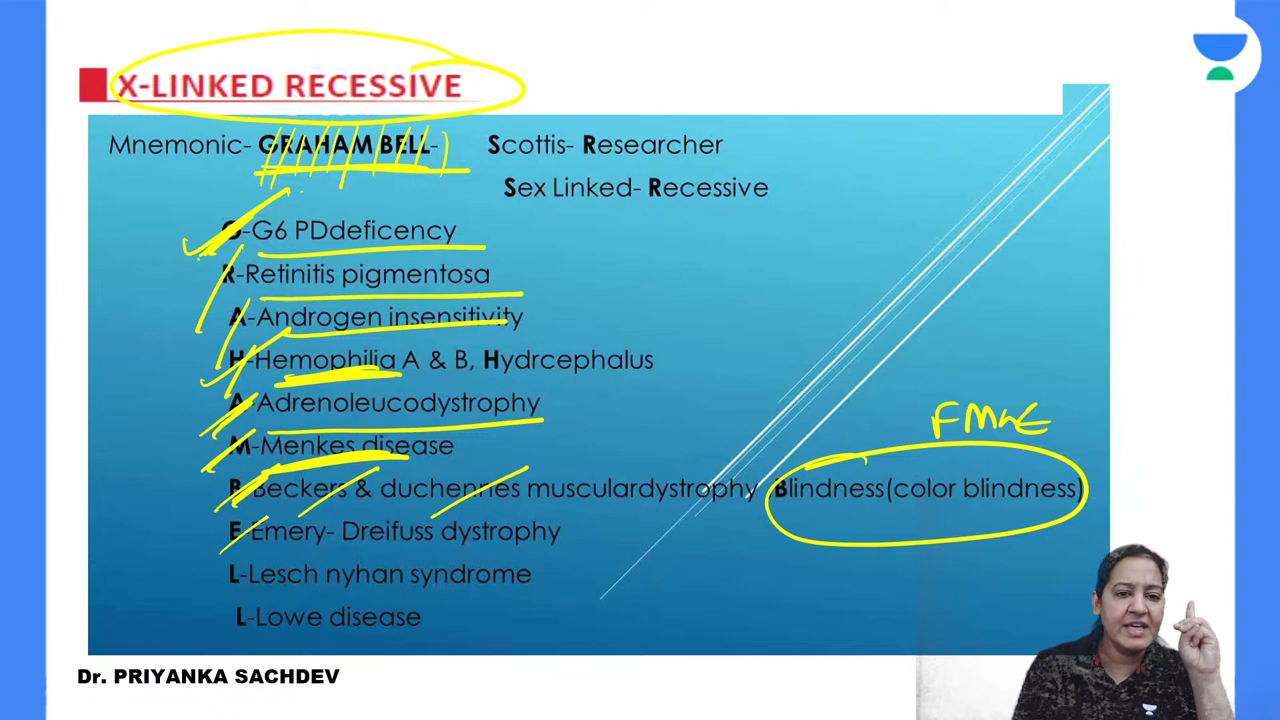 X-LINKED RECESSIVE
Mnemonic- GRAHAM BELL- Scottis- Researcher
Sex Linked- Recessive
G-G6 PDdeficency
R-Retinitis pigmentosa
A-Androgen insensitivity
H-Hemophilia A & B, Hydrcephalus
A-Adrenoleucodystrophy
FMGE
M-Menkes disease
B-Beckers & duchennes musculardystrophy Blindness(color blindness)
E-Emery- Dreifuss dystrophy
L-Lesch nyhan syndrome
L-Lowe disease
Dr. PRIYANKA SACHDEV